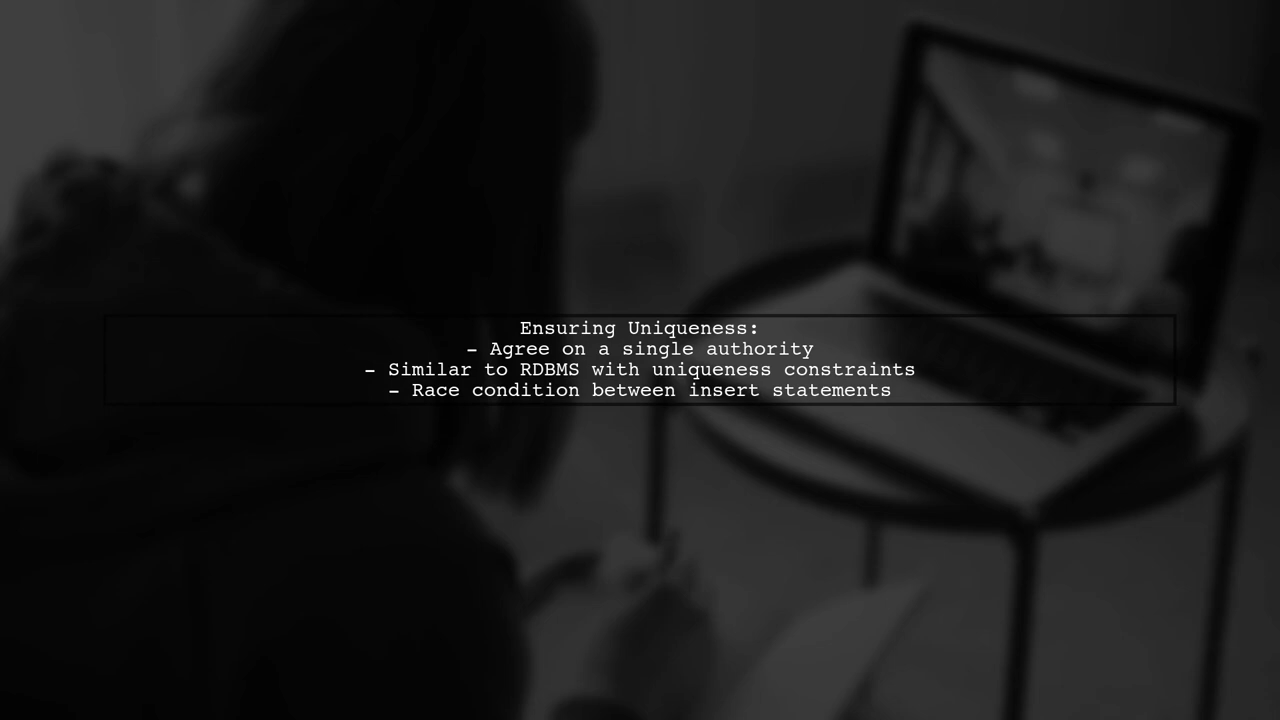 Ensuring Uniqueness:
– Agree on a single authority
– Similar to RDBMS with uniqueness constraints
– Race condition between insert statements